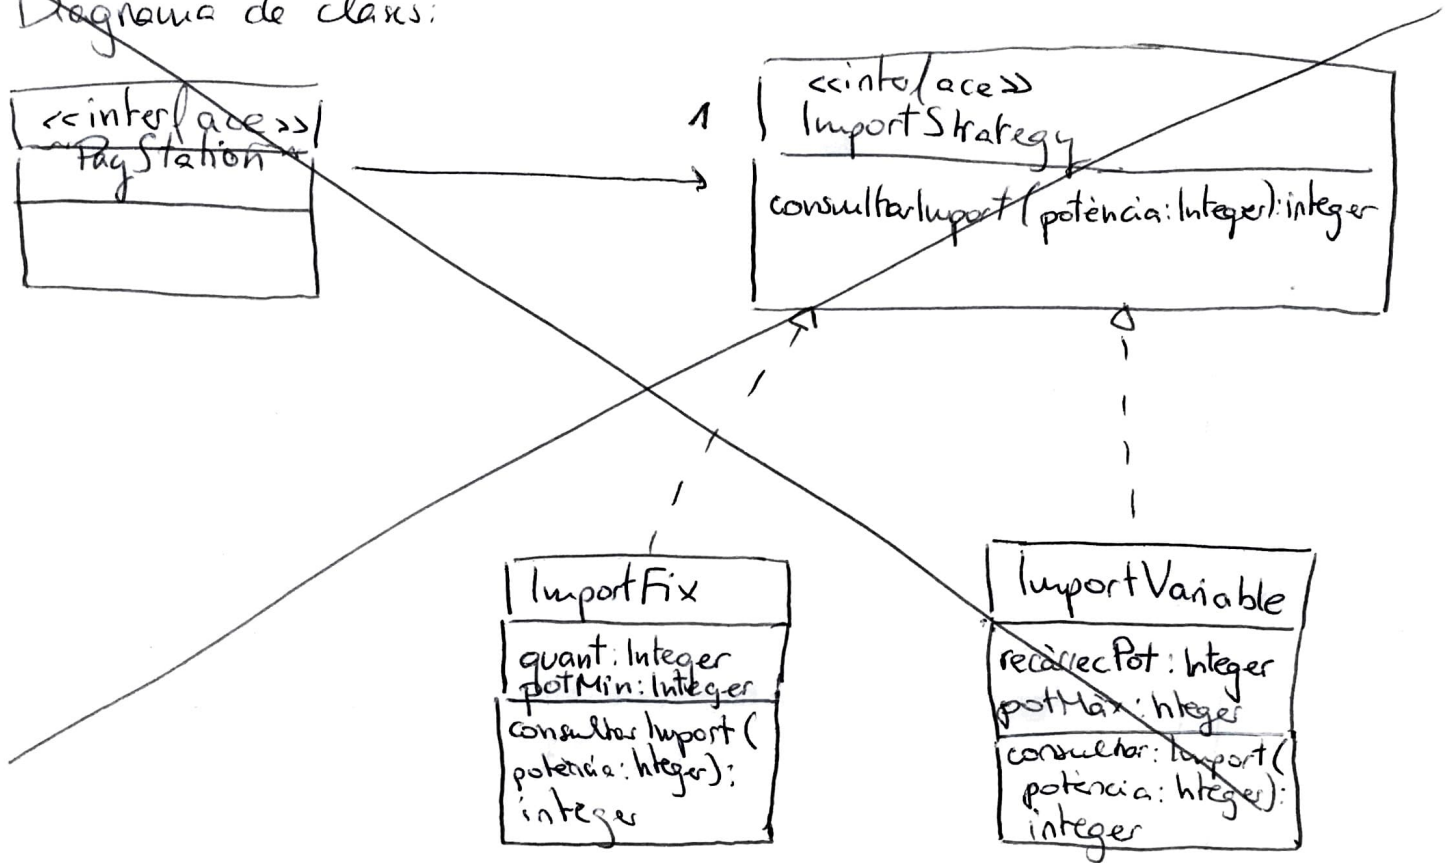 Diagrama de clases:
<<interface>>
PayStation
1
<<interface>>
ImportStrategy
consultarImport(potència:Integer):integer
ImportFix
quant:Integer
potMin:Integer
consultarImport(
potència:Integer):
integer
ImportVariable
recàrrecPot:Integer
potMàx:Integer
consultar:Import(
potència:Integer):
integer